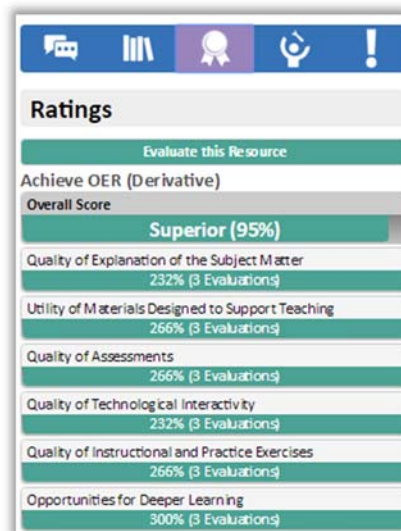 Ratings
Evaluate this Resource
Achieve OER (Derivative)
Overall Score
Superior (95%)
Quality of Explanation of the Subject Matter
232% (3 Evaluations)
Utility of Materials Designed to Support Teaching
266% (3 Evaluations)
Quality of Assessments
266% (3 Evaluations)
Quality of Technological Interactivity
232% (3 Evaluations)
Quality of Instructional and Practice Exercises
266% (3 Evaluations)
Opportunities for Deeper Learning
300% (3 Evaluations)